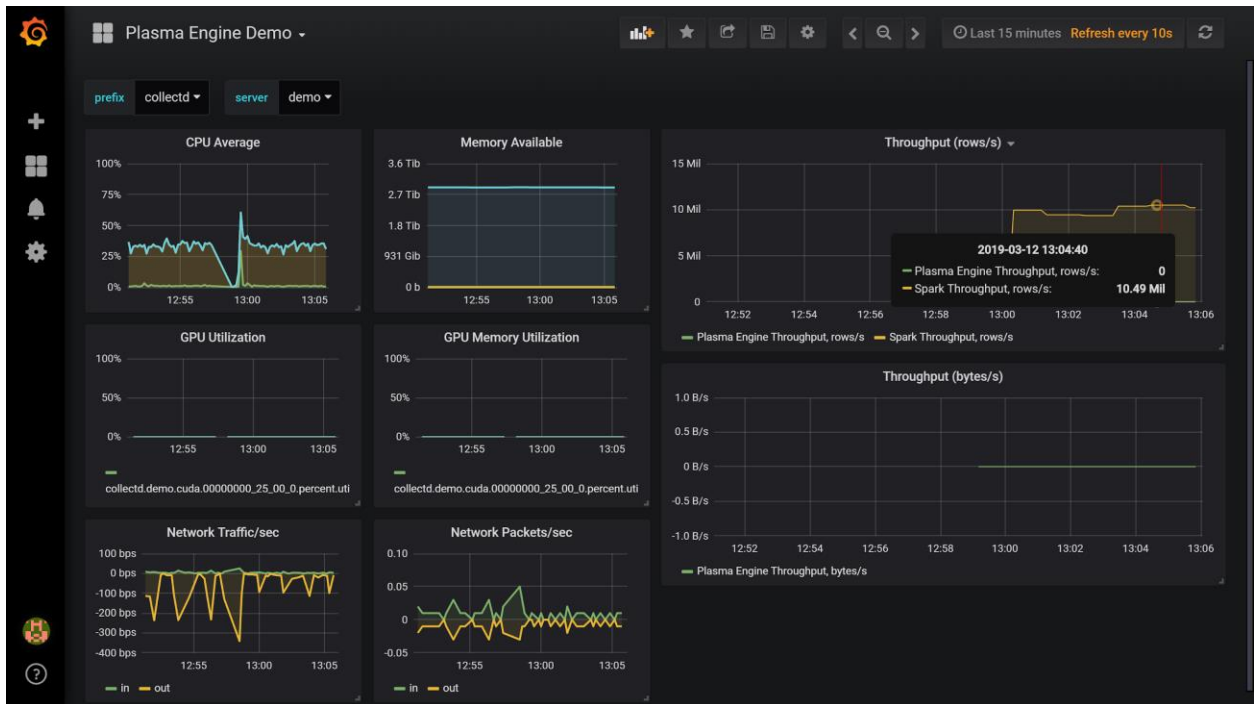 Plasma Engine Demo
Last 15 minutes Refresh every 10s
prefix collectd server demo
CPU Average
100%
75%
50%
25%
0%
12:55 13:00 13:05
Memory Available
3.6 Tib
2.7 Tib
1.8 Tib
931 Gib
0 b
12:55 13:00 13:05
Throughput (rows/s)
15 Mil
10 Mil
5 Mil
0
2019-03-12 13:04:40
Plasma Engine Throughput, rows/s: 0
Spark Throughput, rows/s: 10.49 Mil
12:52 12:54 12:56 12:58 13:00 13:02 13:04 13:06
Plasma Engine Throughput, rows/s Spark Throughput, rows/s
GPU Utilization
100%
50%
0%
12:55 13:00 13:05
collectd.demo.cuda.00000000_25_00_0.percent.uti
GPU Memory Utilization
100%
50%
0%
12:55 13:00 13:05
collectd.demo.cuda.00000000_25_00_0.percent.uti
Throughput (bytes/s)
1.0 B/s
0.5 B/s
0 B/s
-0.5 B/s
-1.0 B/s
12:52 12:54 12:56 12:58 13:00 13:02 13:04 13:06
Plasma Engine Throughput, bytes/s
Network Traffic/sec
100 bps
0 bps
-100 bps
-200 bps
-300 bps
-400 bps
12:55 13:00 13:05
in out
Network Packets/sec
0.10
0.05
0
-0.05
12:55 13:00 13:05
in out